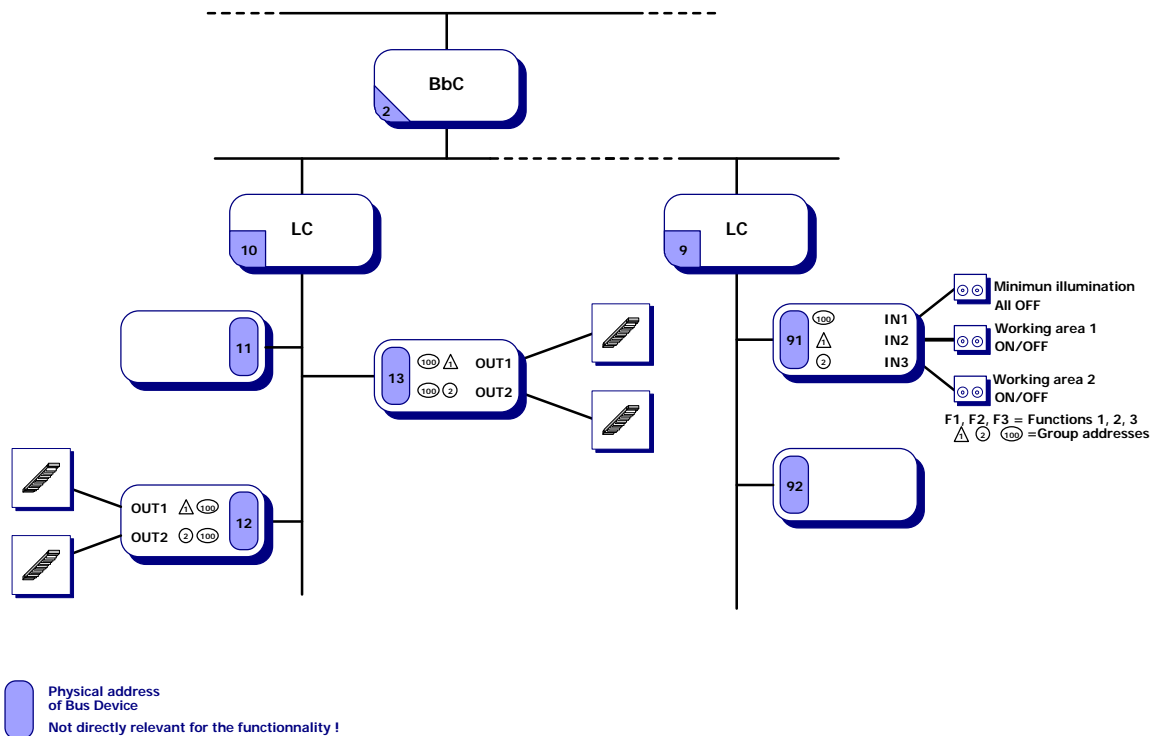 BbC
2
LC
10
LC
9
11
13
100 1 OUT1
100 2 OUT2
OUT1 1 100
OUT2 2 100
12
91
100 IN1
1 IN2
2 IN3
Minimun illumination
All OFF
Working area 1
ON/OFF
Working area 2
ON/OFF
F1, F2, F3 = Functions 1, 2, 3
1 2 100 =Group addresses
92
Physical address
of Bus Device
Not directly relevant for the functionnality !